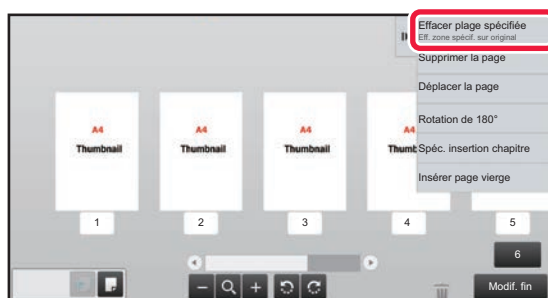 Effacer plage spécifiée
Eff. zone spécif. sur original
Supprimer la page
Déplacer la page
Rotation de 180°
Spéc. insertion chapitre
Insérer page vierge
A4
Thumbnail
A4
Thumbnail
A4
Thumbnail
A4
1
2
3
4
5
6
Modif. fin